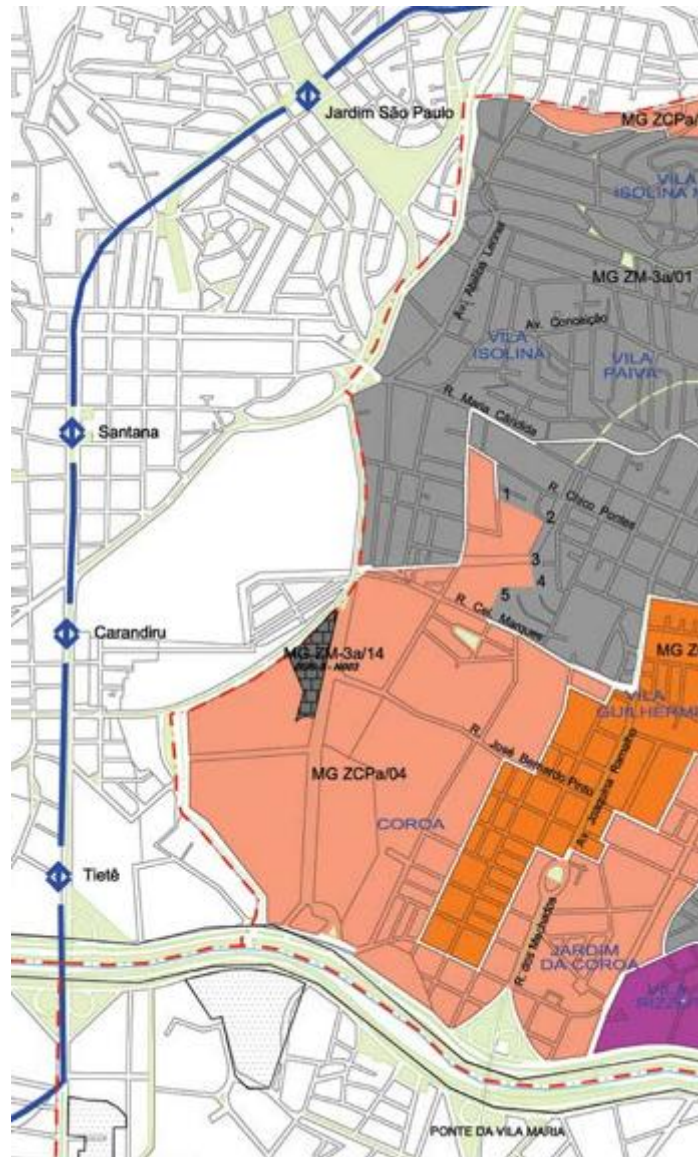 Jardim São Paulo
MG ZCPa/
VILA
ISOLINA M
MG ZM-3a/01
Av. Conceição
VILA
ISOLINA
VILA
PAIVA
R. Maria Cândida
Santana
1
R. Chico Pontes
2
3
4
5
R. Cel. Marques
Carandiru
MG ZM-3a/14
MG Z
VILA
GUILHERME
R. José Bernardo Pinto
Av. Joaquina Ramalho
MG ZCPa/04
COROA
Tietê
R. dos Machados
JARDIM
DA COROA
VILA
PONTE DA VILA MARIA